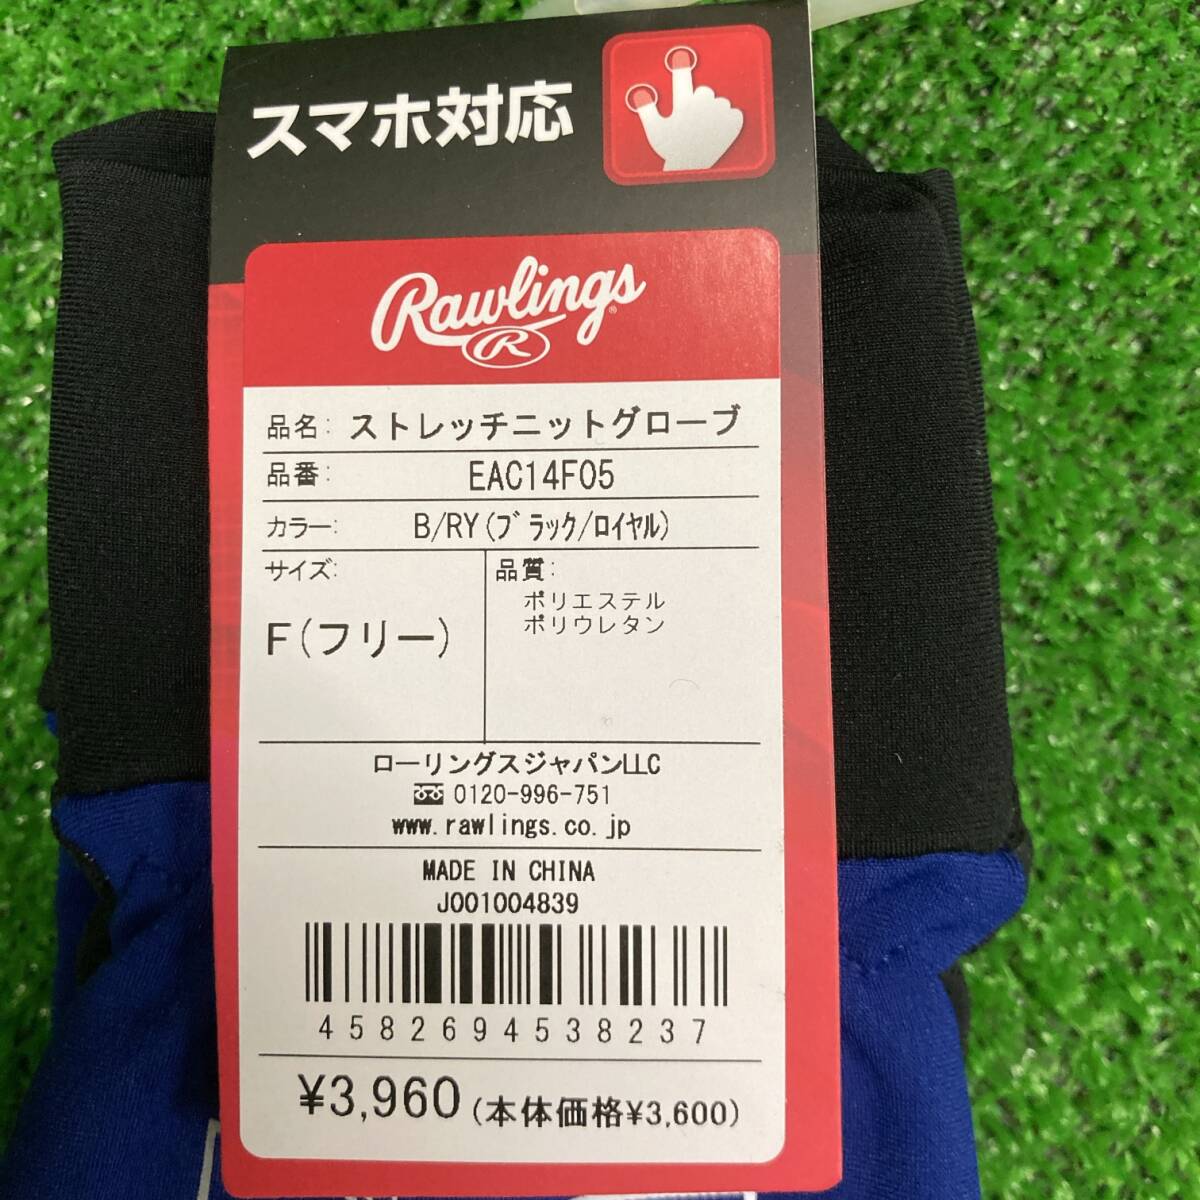 スマホ対応
Rawlings
R
品名: ストレッチニットグローブ
品番: EAC14F05
カラー: B/RY(ﾌﾞﾗｯｸ/ﾛｲﾔﾙ)
サイズ:
F(フリー)
品質:
ポリエステル
ポリウレタン
ローリングスジャパンLLC
0120-996-751
www.rawlings.co.jp
MADE IN CHINA
J001004839
4582694538237
¥3,960 (本体価格¥3,600)